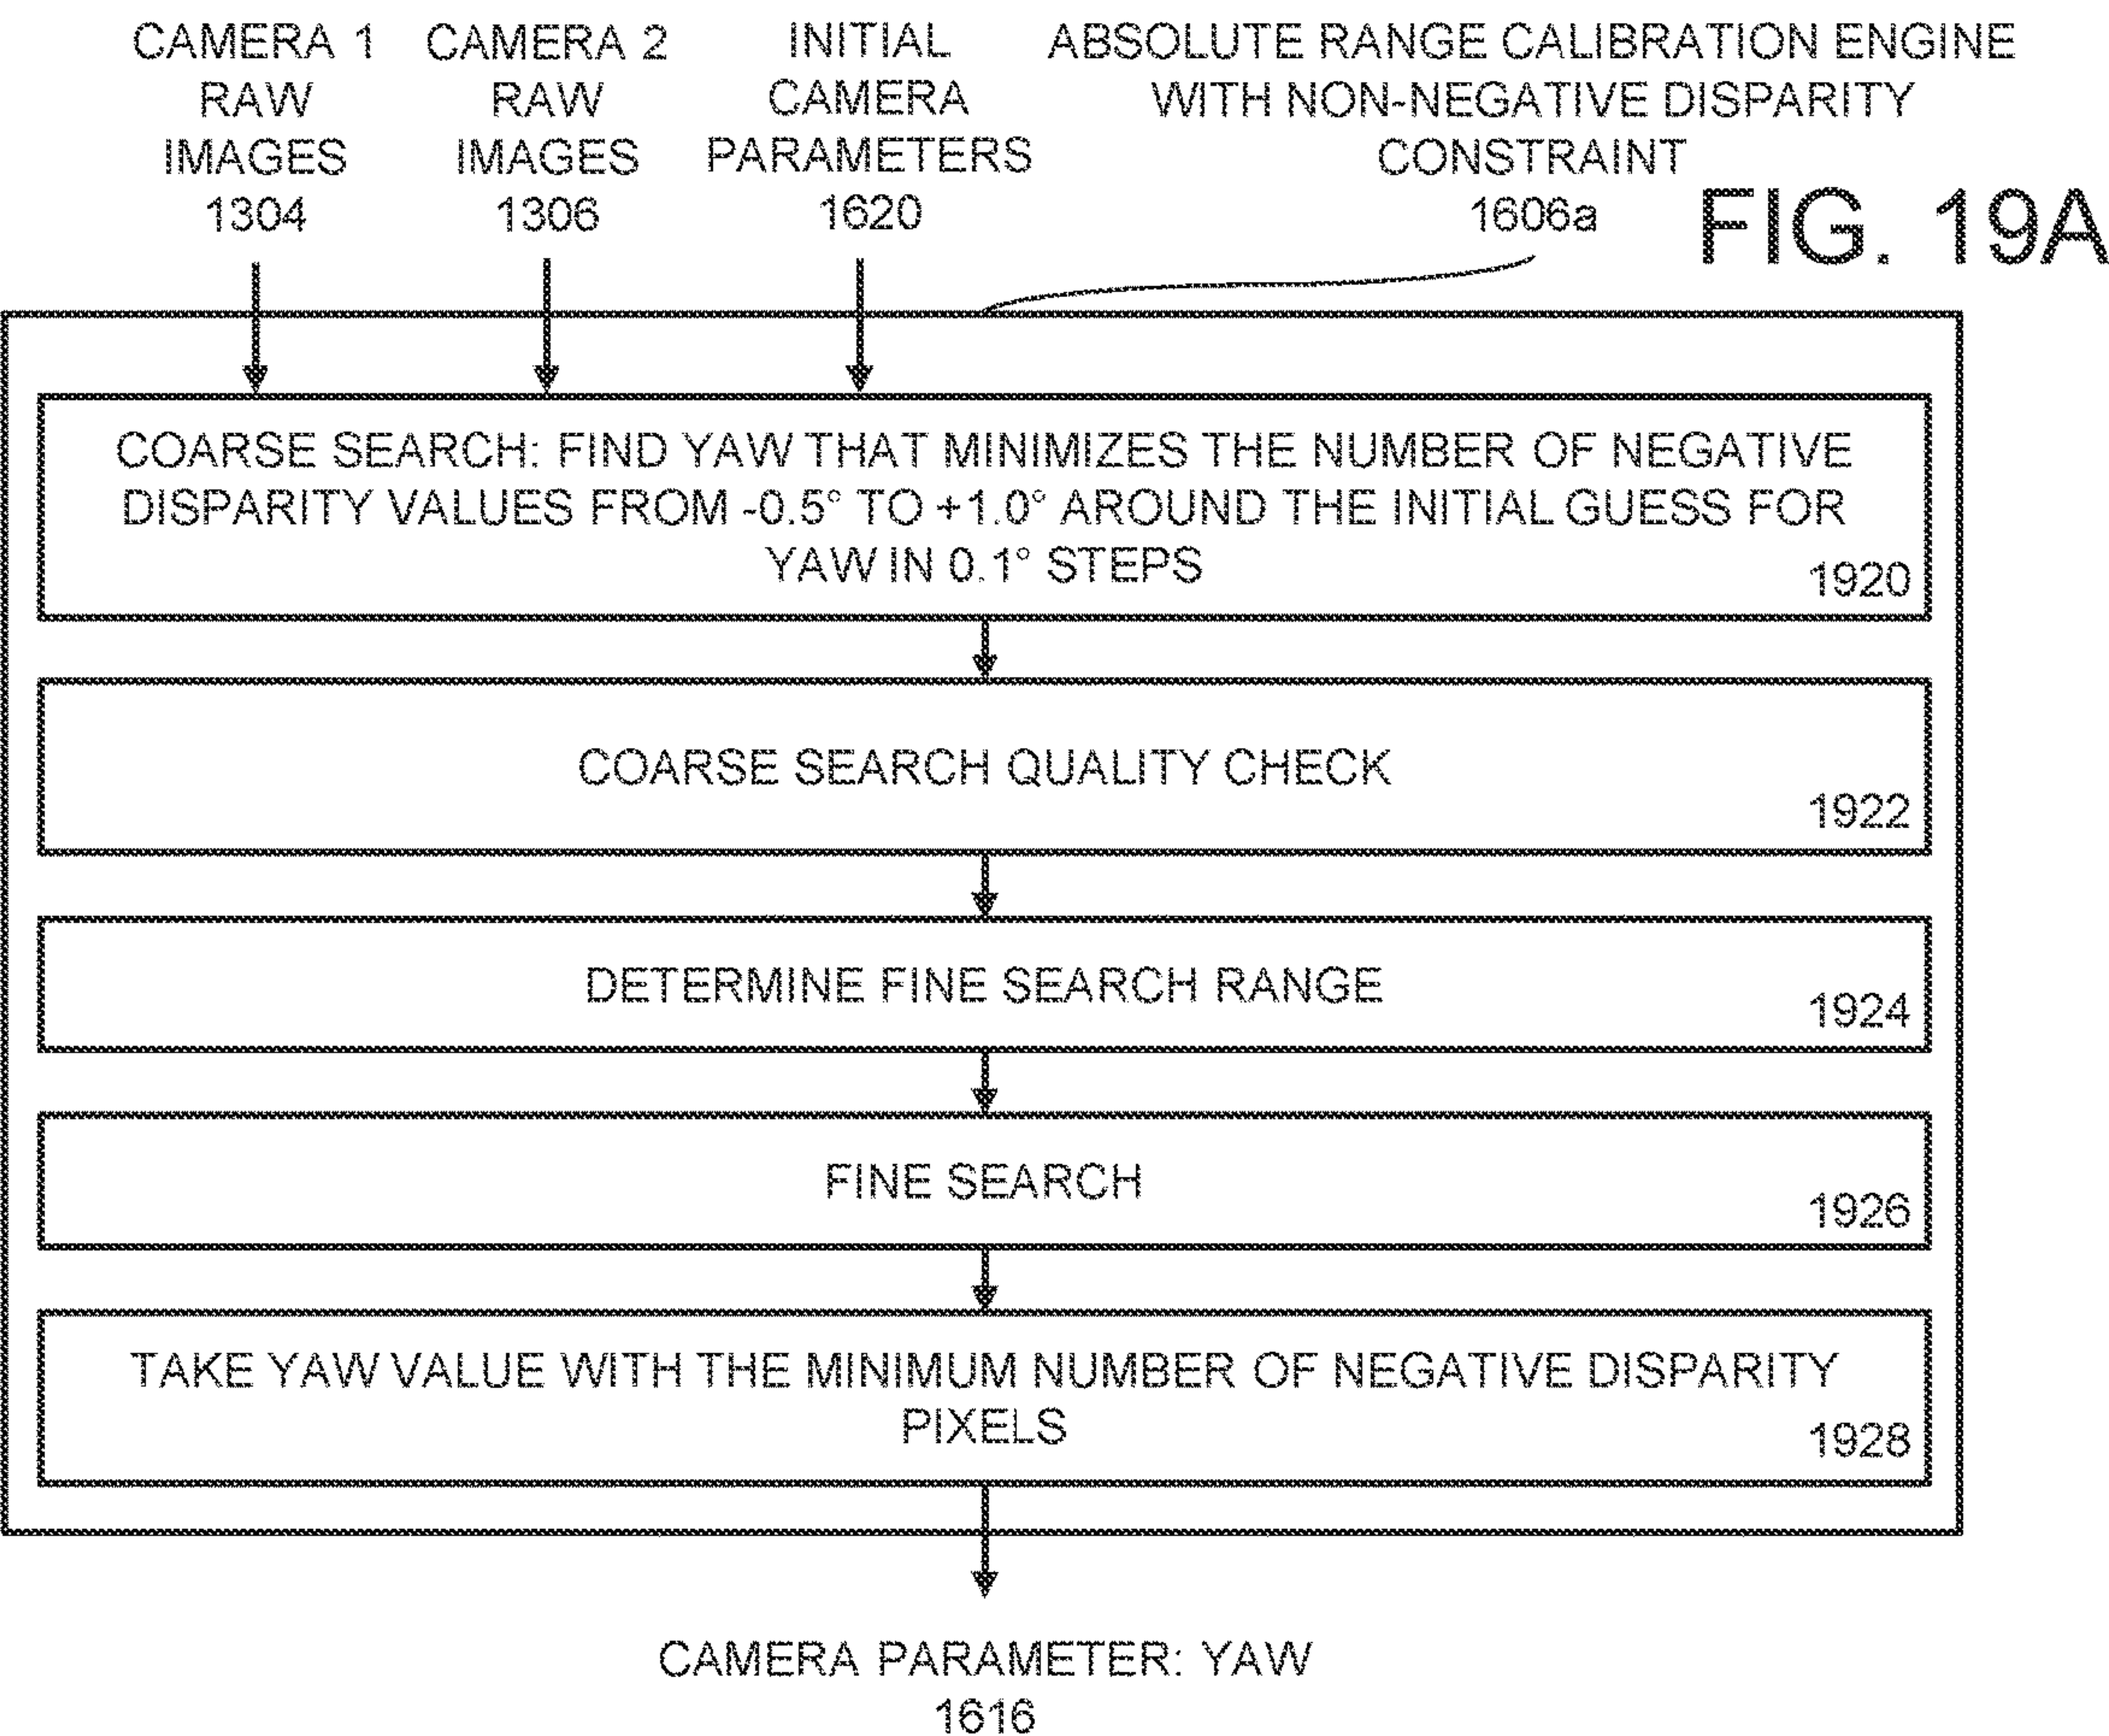 CAMERA 1
RAW
IMAGES
1304
CAMERA 2
RAW
IMAGES
1306
INITIAL
CAMERA
PARAMETERS
1620
ABSOLUTE RANGE CALIBRATION ENGINE
WITH NON-NEGATIVE DISPARITY
CONSTRAINT
1606a
FIG. 19A
COARSE SEARCH: FIND YAW THAT MINIMIZES THE NUMBER OF NEGATIVE
DISPARITY VALUES FROM -0.5° TO +1.0° AROUND THE INITIAL GUESS FOR
YAW IN 0.1° STEPS
1920
COARSE SEARCH QUALITY CHECK
1922
DETERMINE FINE SEARCH RANGE
1924
FINE SEARCH
1926
TAKE YAW VALUE WITH THE MINIMUM NUMBER OF NEGATIVE DISPARITY
PIXELS
1928
CAMERA PARAMETER: YAW
1616